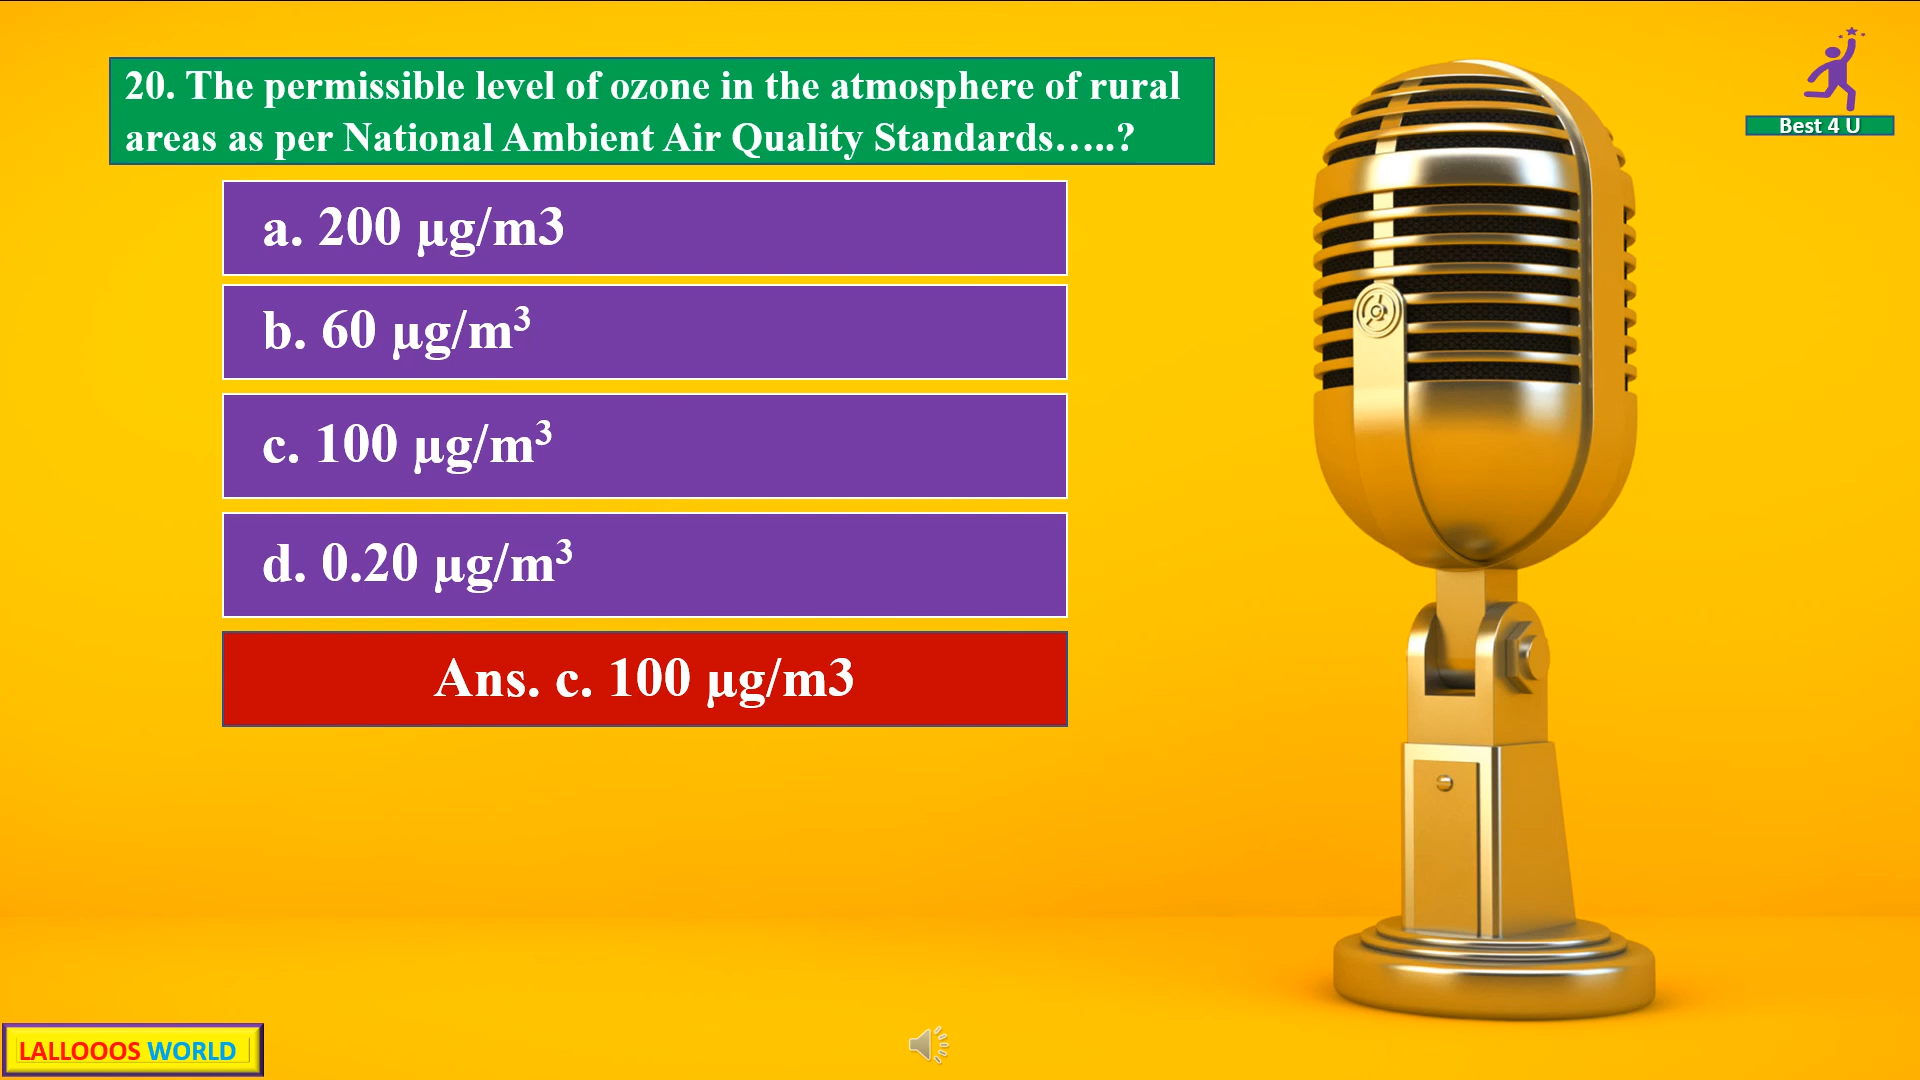 20. The permissible level of ozone in the atmosphere of rural
areas as per National Ambient Air Quality Standards…..?
a. 200 µg/m3
b. 60 µg/m³
c. 100 µg/m³
d. 0.20 µg/m³
Ans. c. 100 µg/m3
Best 4 U
LALLOOOS WORLD